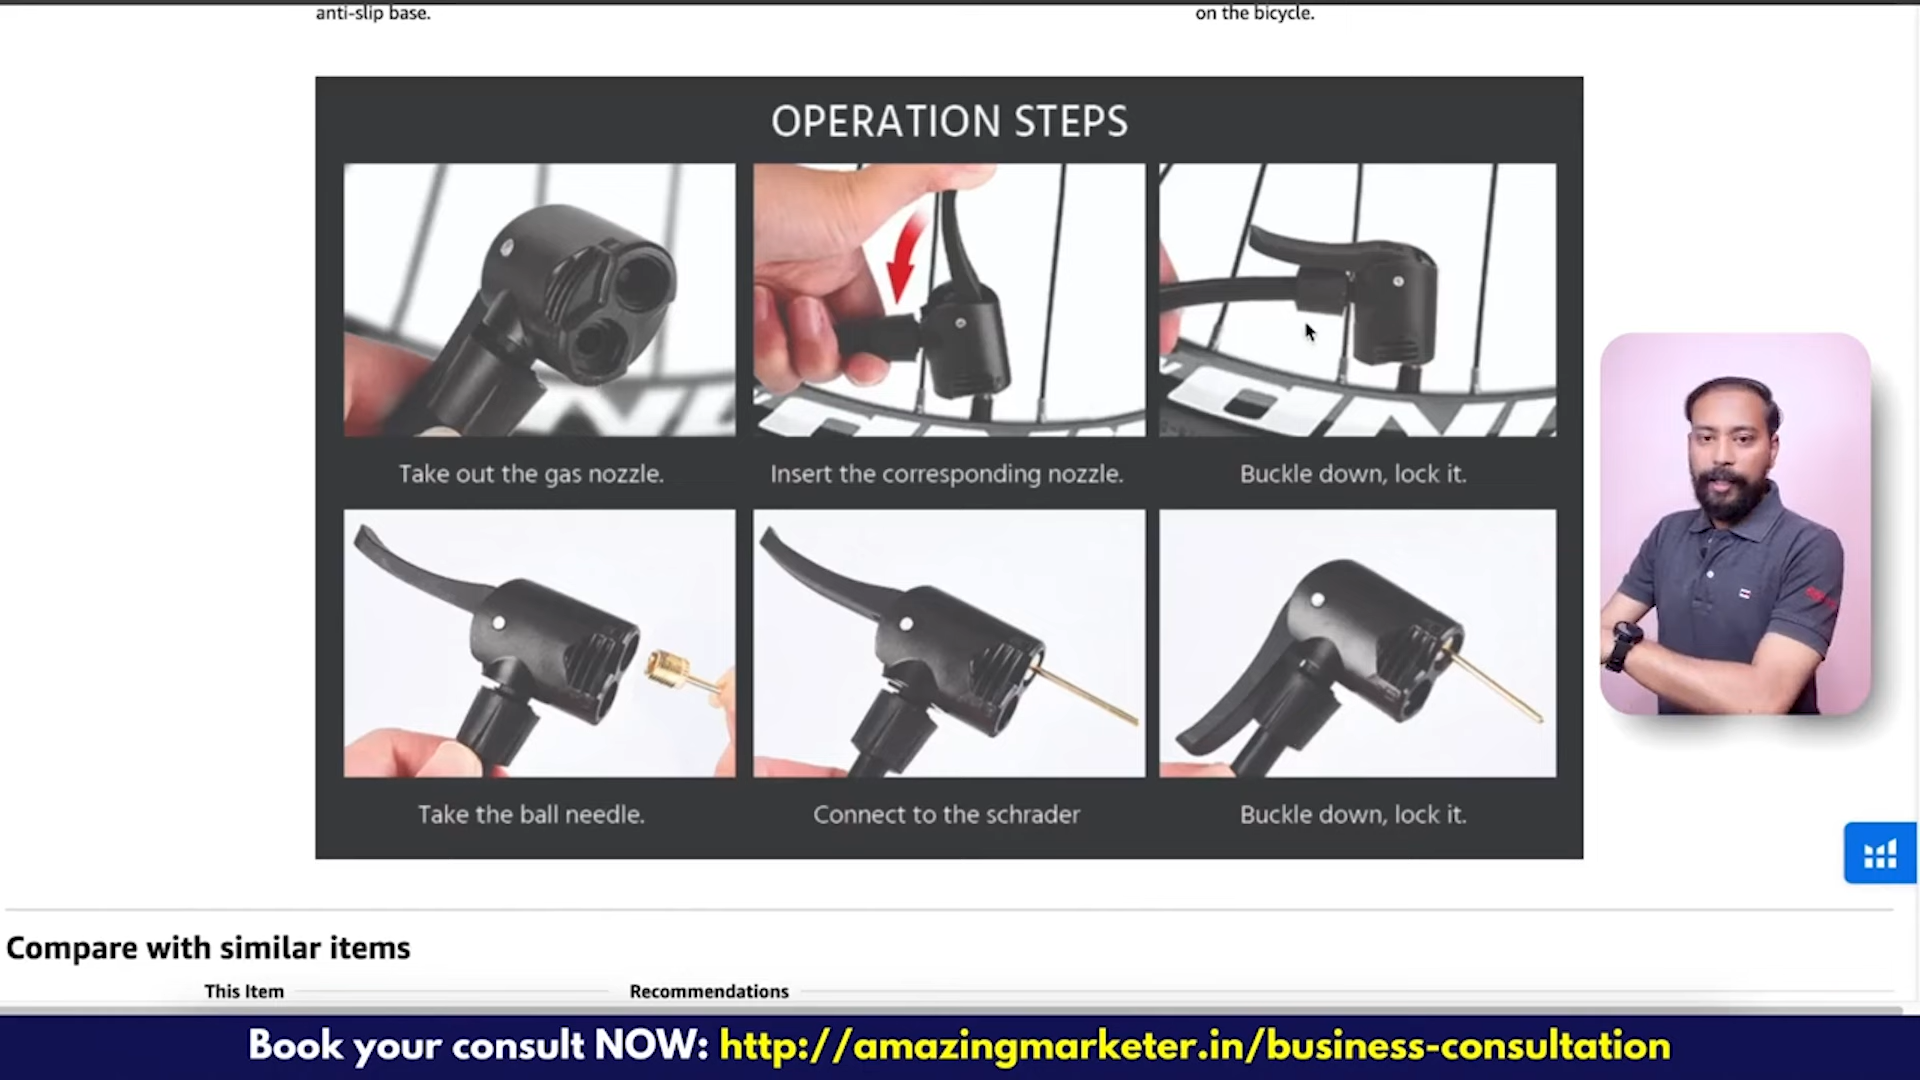 anti-slip base.
on the bicycle.
OPERATION STEPS
Take out the gas nozzle.
Insert the corresponding nozzle.
Buckle down, lock it.
Take the ball needle.
Connect to the schrader
Buckle down, lock it.
Compare with similar items
This Item
Recommendations
Book your consult NOW: http://amazingmarketer.in/business-consultation